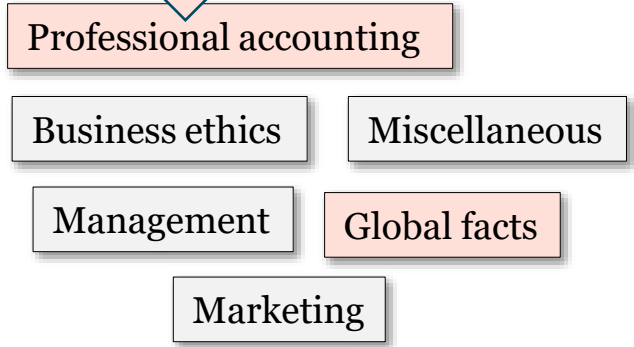 Professional accounting
Business ethics
Miscellaneous
Management
Global facts
Marketing